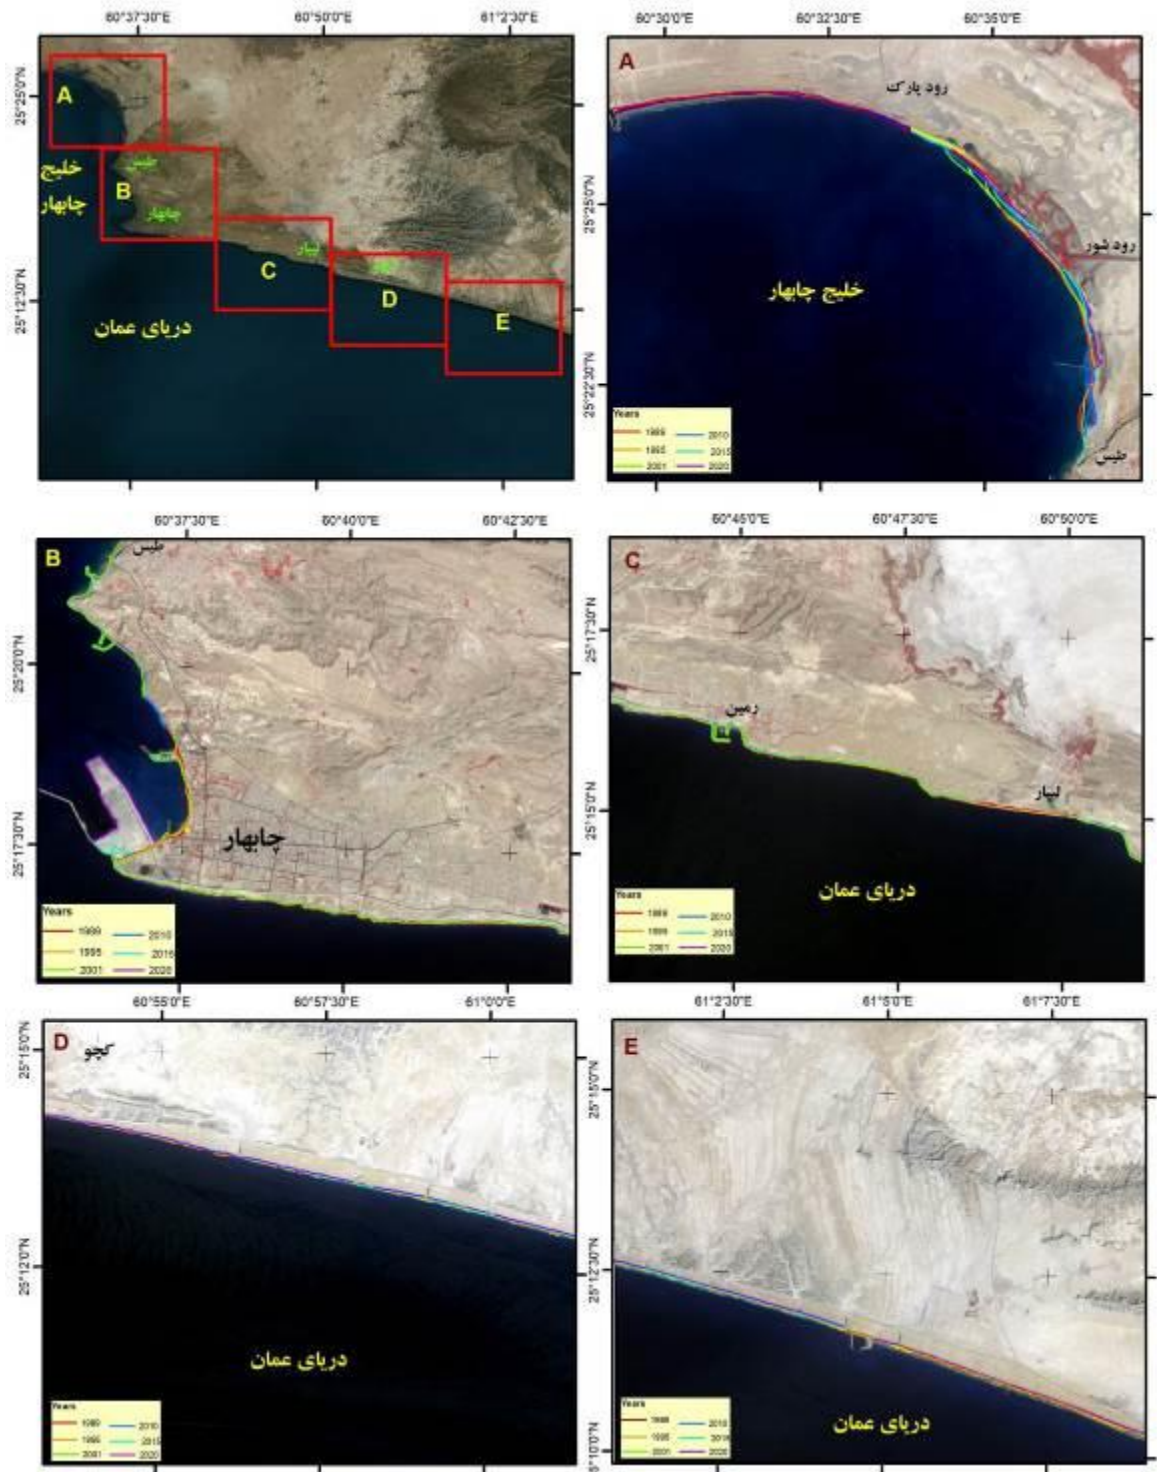 60°37'30"E 60°50'0"E 61°2'30"E
25°25'0"N
25°12'30"N
A
B
C
D
E
طیس
چابهار
لیپار
خلیج
چابهار
دریای عمان
60°30'0"E 60°32'30"E 60°35'0"E
25°25'0"N
25°22'30"N
A
رود پارک
رود شور
خلیج چابهار
طیس
Years
2010
1995 2015
2001 2020
60°37'30"E 60°40'0"E 60°42'30"E
25°20'0"N
25°17'30"N
B
طیس
چابهار
Years
2010
1995 2015
2001 2020
60°45'0"E 60°47'30"E 60°50'0"E
25°17'30"N
25°15'0"N
C
رمین
لیپار
دریای عمان
Years
2010
2015
2001 2020
60°55'0"E 60°57'30"E 61°0'0"E
25°15'0"N
25°12'0"N
D
کچو
دریای عمان
Years
2010
1995 2015
2001 2020
61°2'30"E 61°5'0"E 61°7'30"E
25°15'0"N
25°12'30"N
25°10'0"N
E
دریای عمان
Years
2010
1995 2015
2001 2020